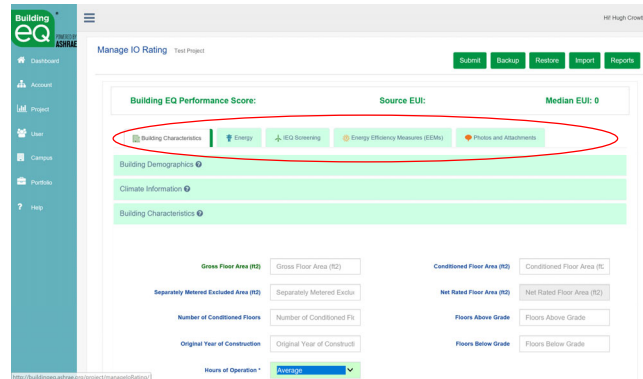 Building
eQ
POWERED BY
ASHRAE
Hi! Hugh Crowt
Dashboard
Account
Project
User
Campus
Portfolio
Help
Manage IO Rating Test Project
Submit Backup Restore Import Reports
Building EQ Performance Score: Source EUI: Median EUI: 0
Building Characteristics Energy IEQ Screening Energy Efficiency Measures (EEMs) Photos and Attachments
Building Demographics ?
Climate Information ?
Building Characteristics ?
Gross Floor Area (ft2) Gross Floor Area (ft2) Conditioned Floor Area (ft2) Conditioned Floor Area (ft2
Separately Metered Excluded Area (ft2) Separately Metered Exclu Net Rated Floor Area (ft2) Net Rated Floor Area (ft2)
Number of Conditioned Floors Number of Conditioned Flo Floors Above Grade Floors Above Grade
Original Year of Construction Original Year of Constructi Floors Below Grade Floors Below Grade
Hours of Operation * Average
http://buildingeq.ashrae.org/project/manageIoRating/1